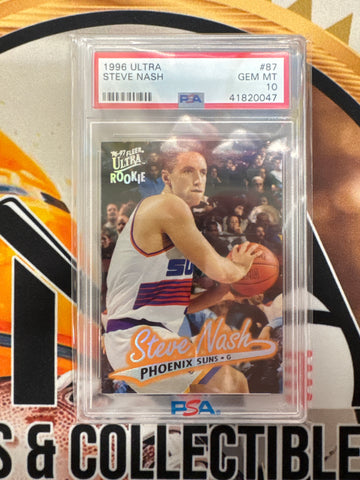 1996 ULTRA #87
STEVE NASH GEM MT
10
PSA 41820047
'96-'97 FLEER
ULTRA
ROOKIE
SU
Steve Nash
PHOENIX SUNS • G
PSA
S & COLLECTIBLE